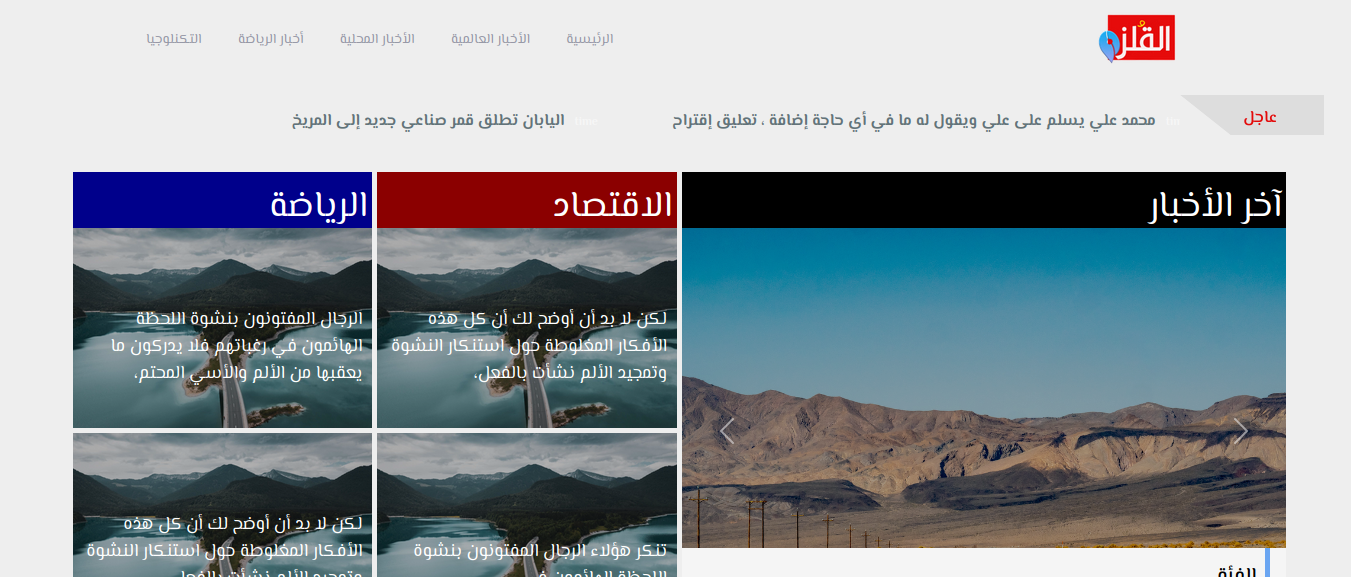 القلز
الرئيسية
الأخبار العالمية
الأخبار المحلية
أخبار الرياضة
التكنلوجيا
عاجل
محمد علي يسلم على علي ويقول له ما في أي حاجة إضافة ، تعليق إقتراح
اليابان تطلق قمر صناعي جديد إلى المريخ
آخر الأخبار
الفئة
الاقتصاد
لكن لا بد أن أوضح لك أن كل هذه
الأفكار المغلوطة حول استنكار النشوة
وتمجيد الألم نشأت بالفعل،
ننكر هؤلاء الرجال المفتونون بنشوة
اللحظة الهائمون في
الرياضة
الرجال المفتونون بنشوة اللحظة
الهائمون في رغباتهم فلا يدركون ما
يعقبها من الألم والأسي المحتم،
لكن لا بد أن أوضح لك أن كل هذه
الأفكار المغلوطة حول استنكار النشوة
وتمجيد الألم نشأت بالفعل،